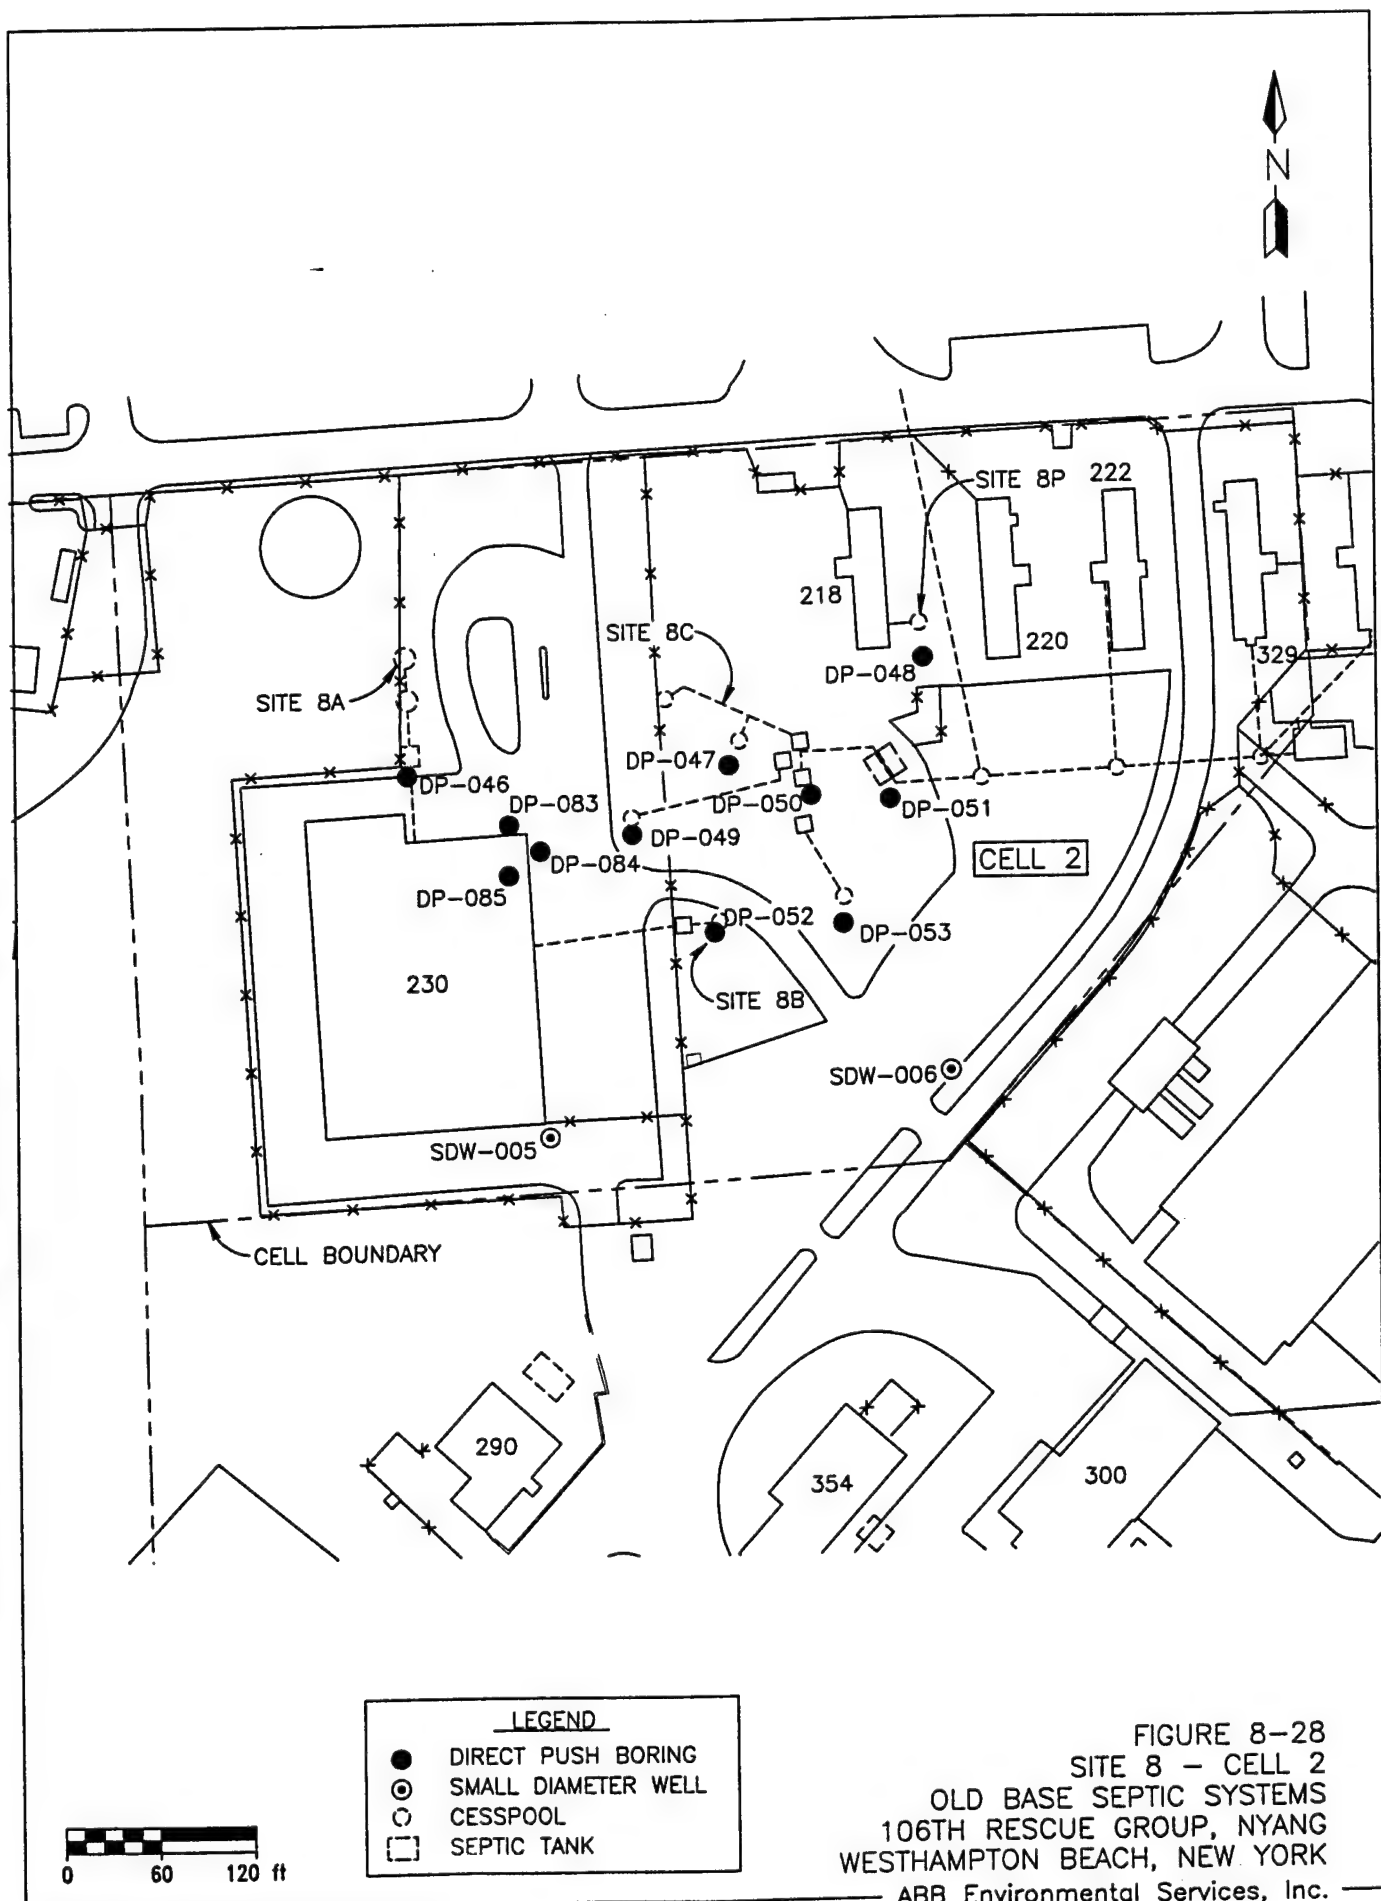 N
SITE 8P
222
218
SITE 8C
220
329
DP-048
SITE 8A
DP-047
DP-046
DP-083
DP-050
DP-051
DP-049
DP-084
CELL 2
DP-085
DP-052
DP-053
230
SITE 8B
SDW-006
SDW-005
CELL BOUNDARY
290
354
300
LEGEND
DIRECT PUSH BORING
SMALL DIAMETER WELL
CESSPOOL
SEPTIC TANK
0 60 120 ft
FIGURE 8-28
SITE 8 - CELL 2
OLD BASE SEPTIC SYSTEMS
106TH RESCUE GROUP, NYANG
WESTHAMPTON BEACH, NEW YORK
ABB Environmental Services, Inc.